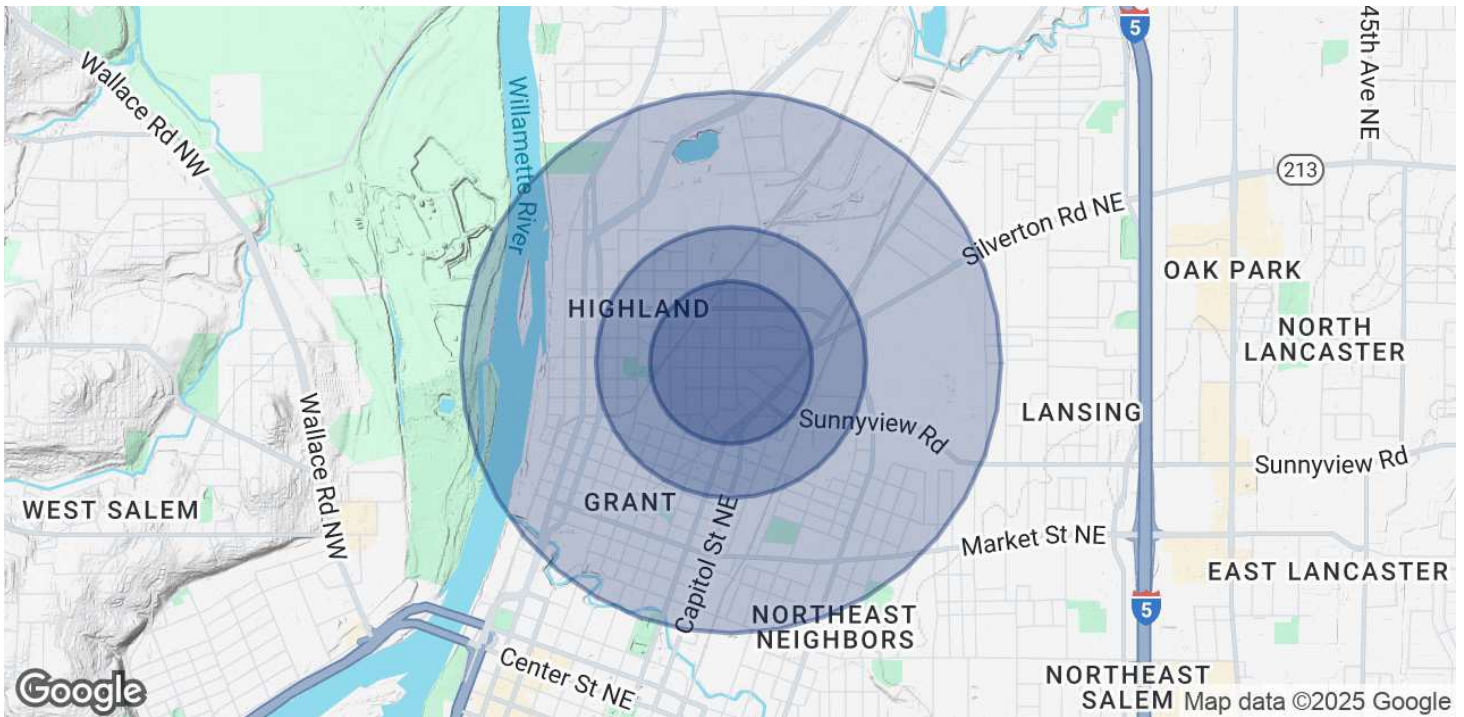 5
45th Ave NE
Wallace Rd NW
Willamette River
213
Silverton Rd NE
OAK PARK
HIGHLAND
NORTH
LANCASTER
LANSING
Sunnyview Rd
Sunnyview Rd
WEST SALEM
GRANT
Wallace Rd NW
Capitol St NE
Market St NE
EAST LANCASTER
5
NORTHEAST
NEIGHBORS
Center St NE
NORTHEAST
SALEM
Google
Map data ©2025 Google